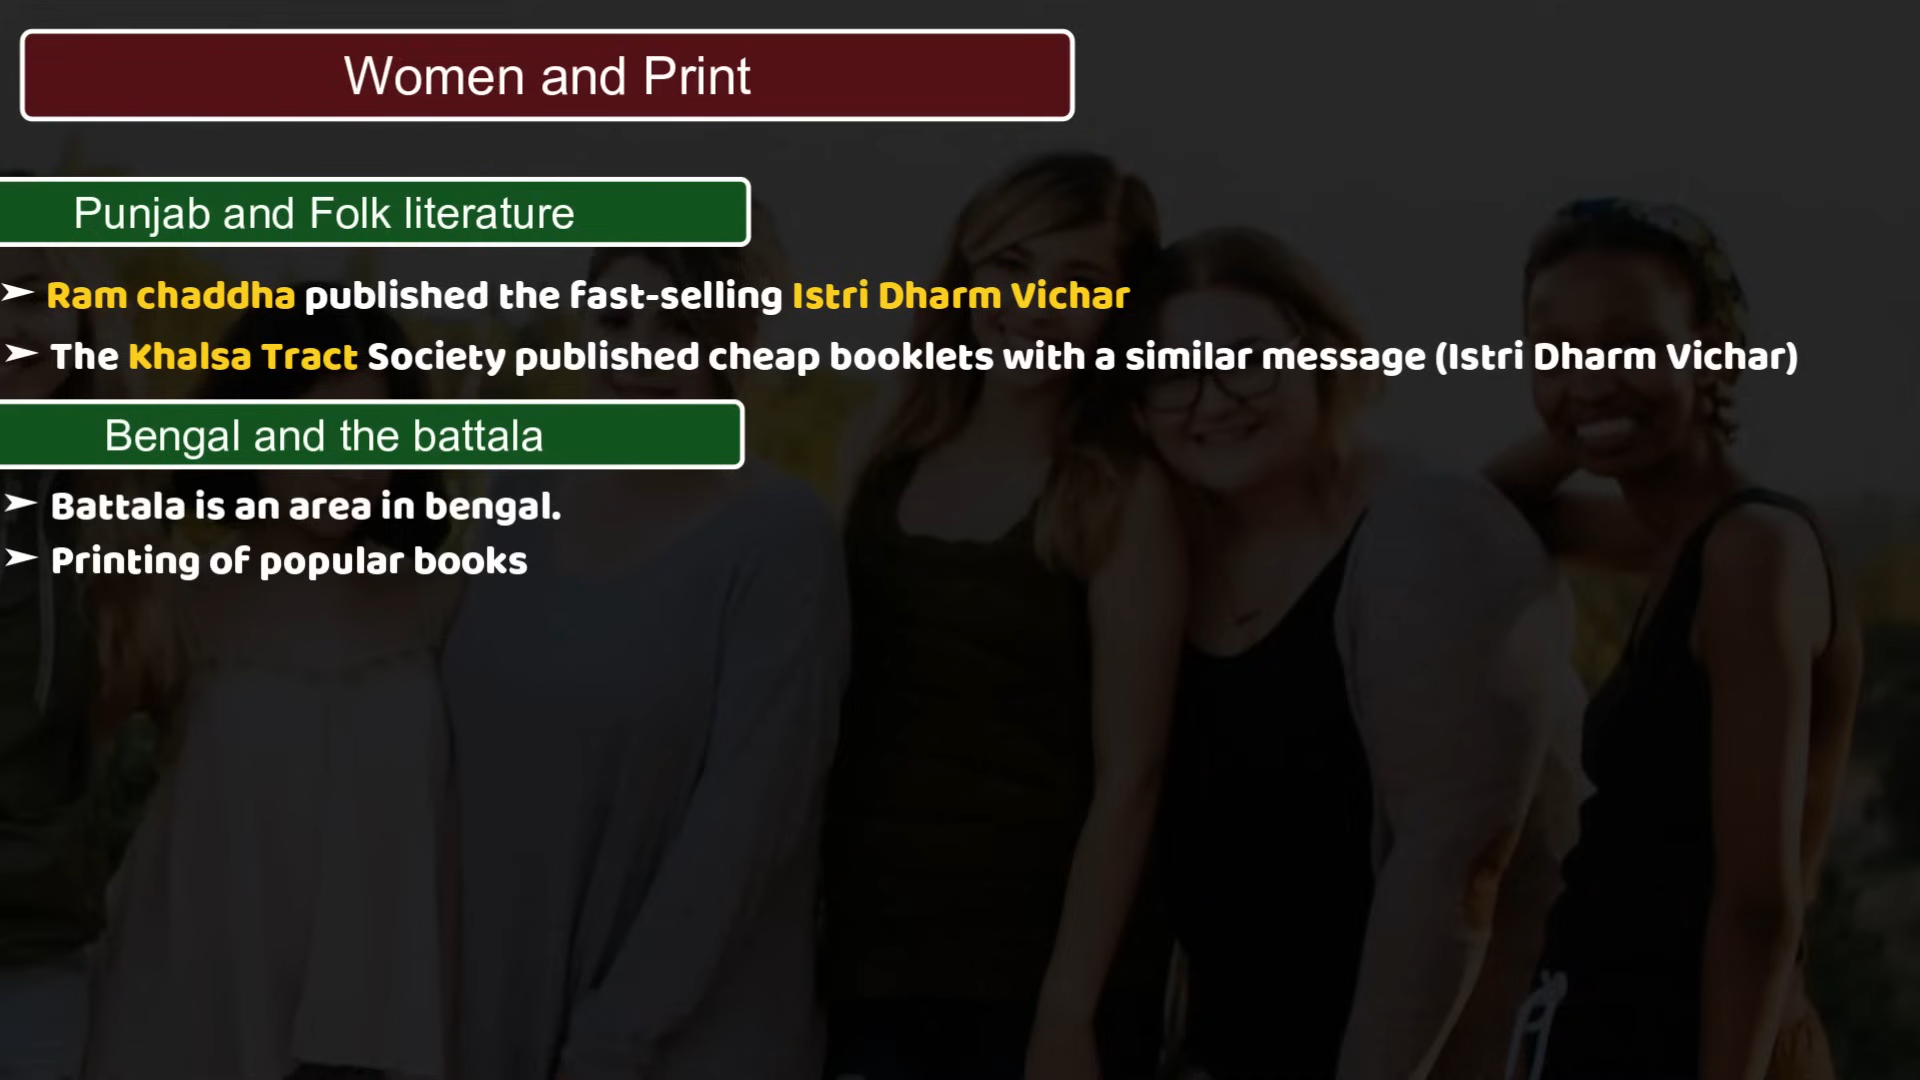 Women and Print
Punjab and Folk literature
➢ Ram chaddha published the fast-selling Istri Dharm Vichar
➢ The Khalsa Tract Society published cheap booklets with a similar message (Istri Dharm Vichar)
Bengal and the battala
➢ Battala is an area in bengal.
➢ Printing of popular books